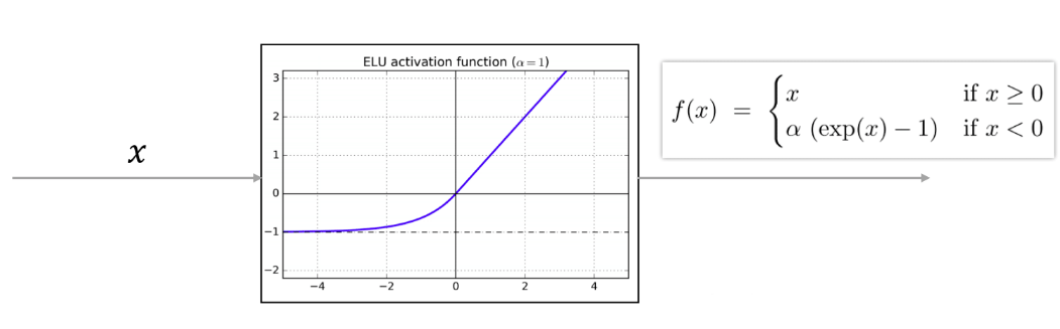 ELU activation function (α = 1)
x
3
2
1
0
−1
−2
−4 −2 0 2 4
f(x) = { x if x ≥ 0
α (exp(x) − 1) if x < 0